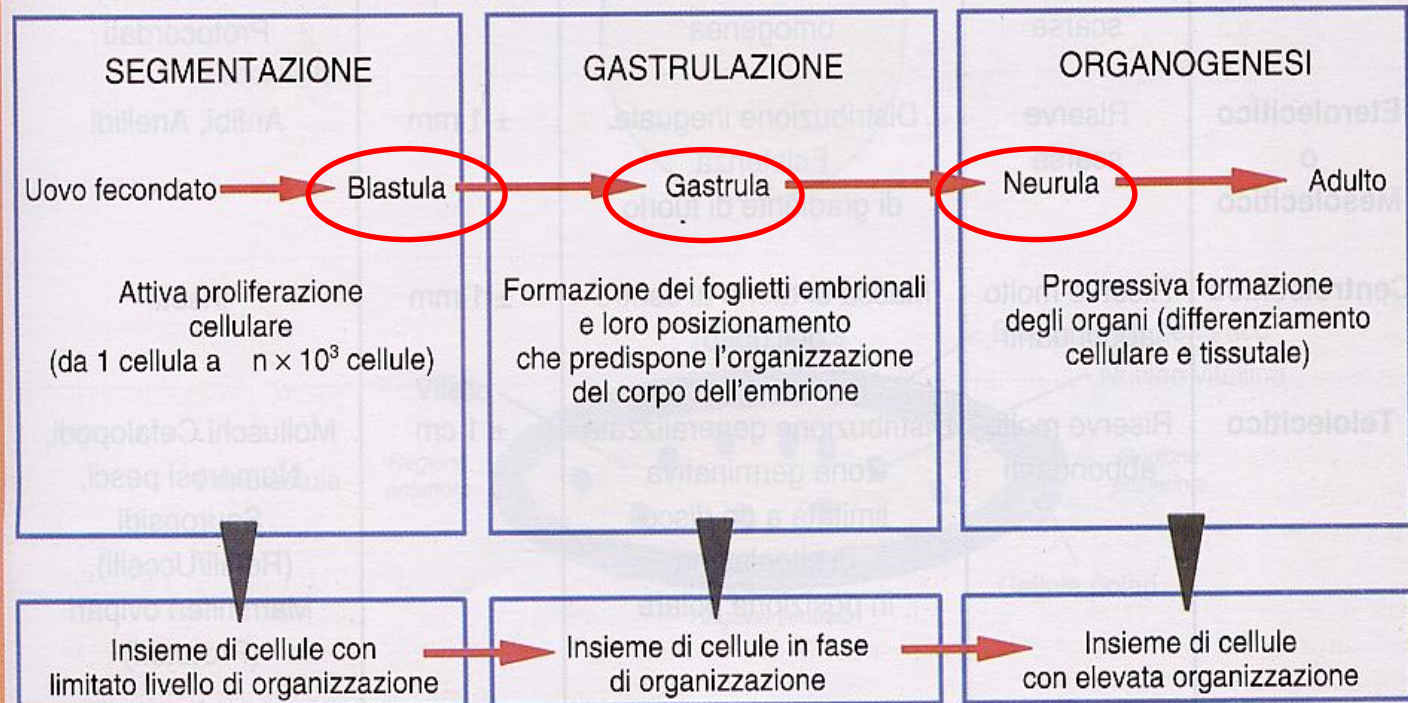 SEGMENTAZIONE
Uovo fecondato
Blastula
Attiva proliferazione
cellulare
(da 1 cellula a n × 10³ cellule)
GASTRULAZIONE
Gastrula
Formazione dei foglietti embrionali
e loro posizionamento
che predispone l'organizzazione
del corpo dell'embrione
ORGANOGENESI
Neurula
Adulto
Progressiva formazione
degli organi (differenziamento
cellulare e tissutale)
Insieme di cellule con
limitato livello di organizzazione
Insieme di cellule in fase
di organizzazione
Insieme di cellule
con elevata organizzazione